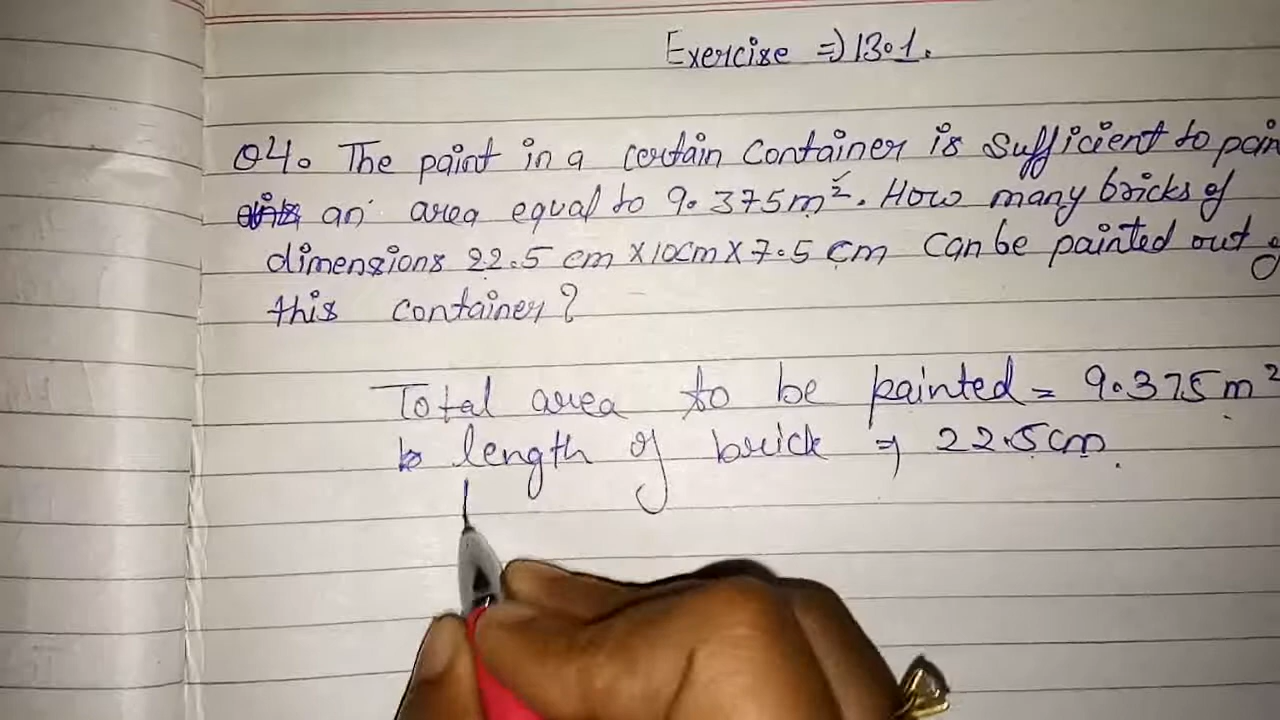 Exercise ⇒ 13.1.
Q4. The paint in a certain container is sufficient to pain
an area equal to 9.375m². How many bricks of
dimensions 22.5 cm x 10cm x 7.5 cm can be painted out
this container?
Total area to be painted = 9.375 m²
length of brick ⇒ 22.5cm.